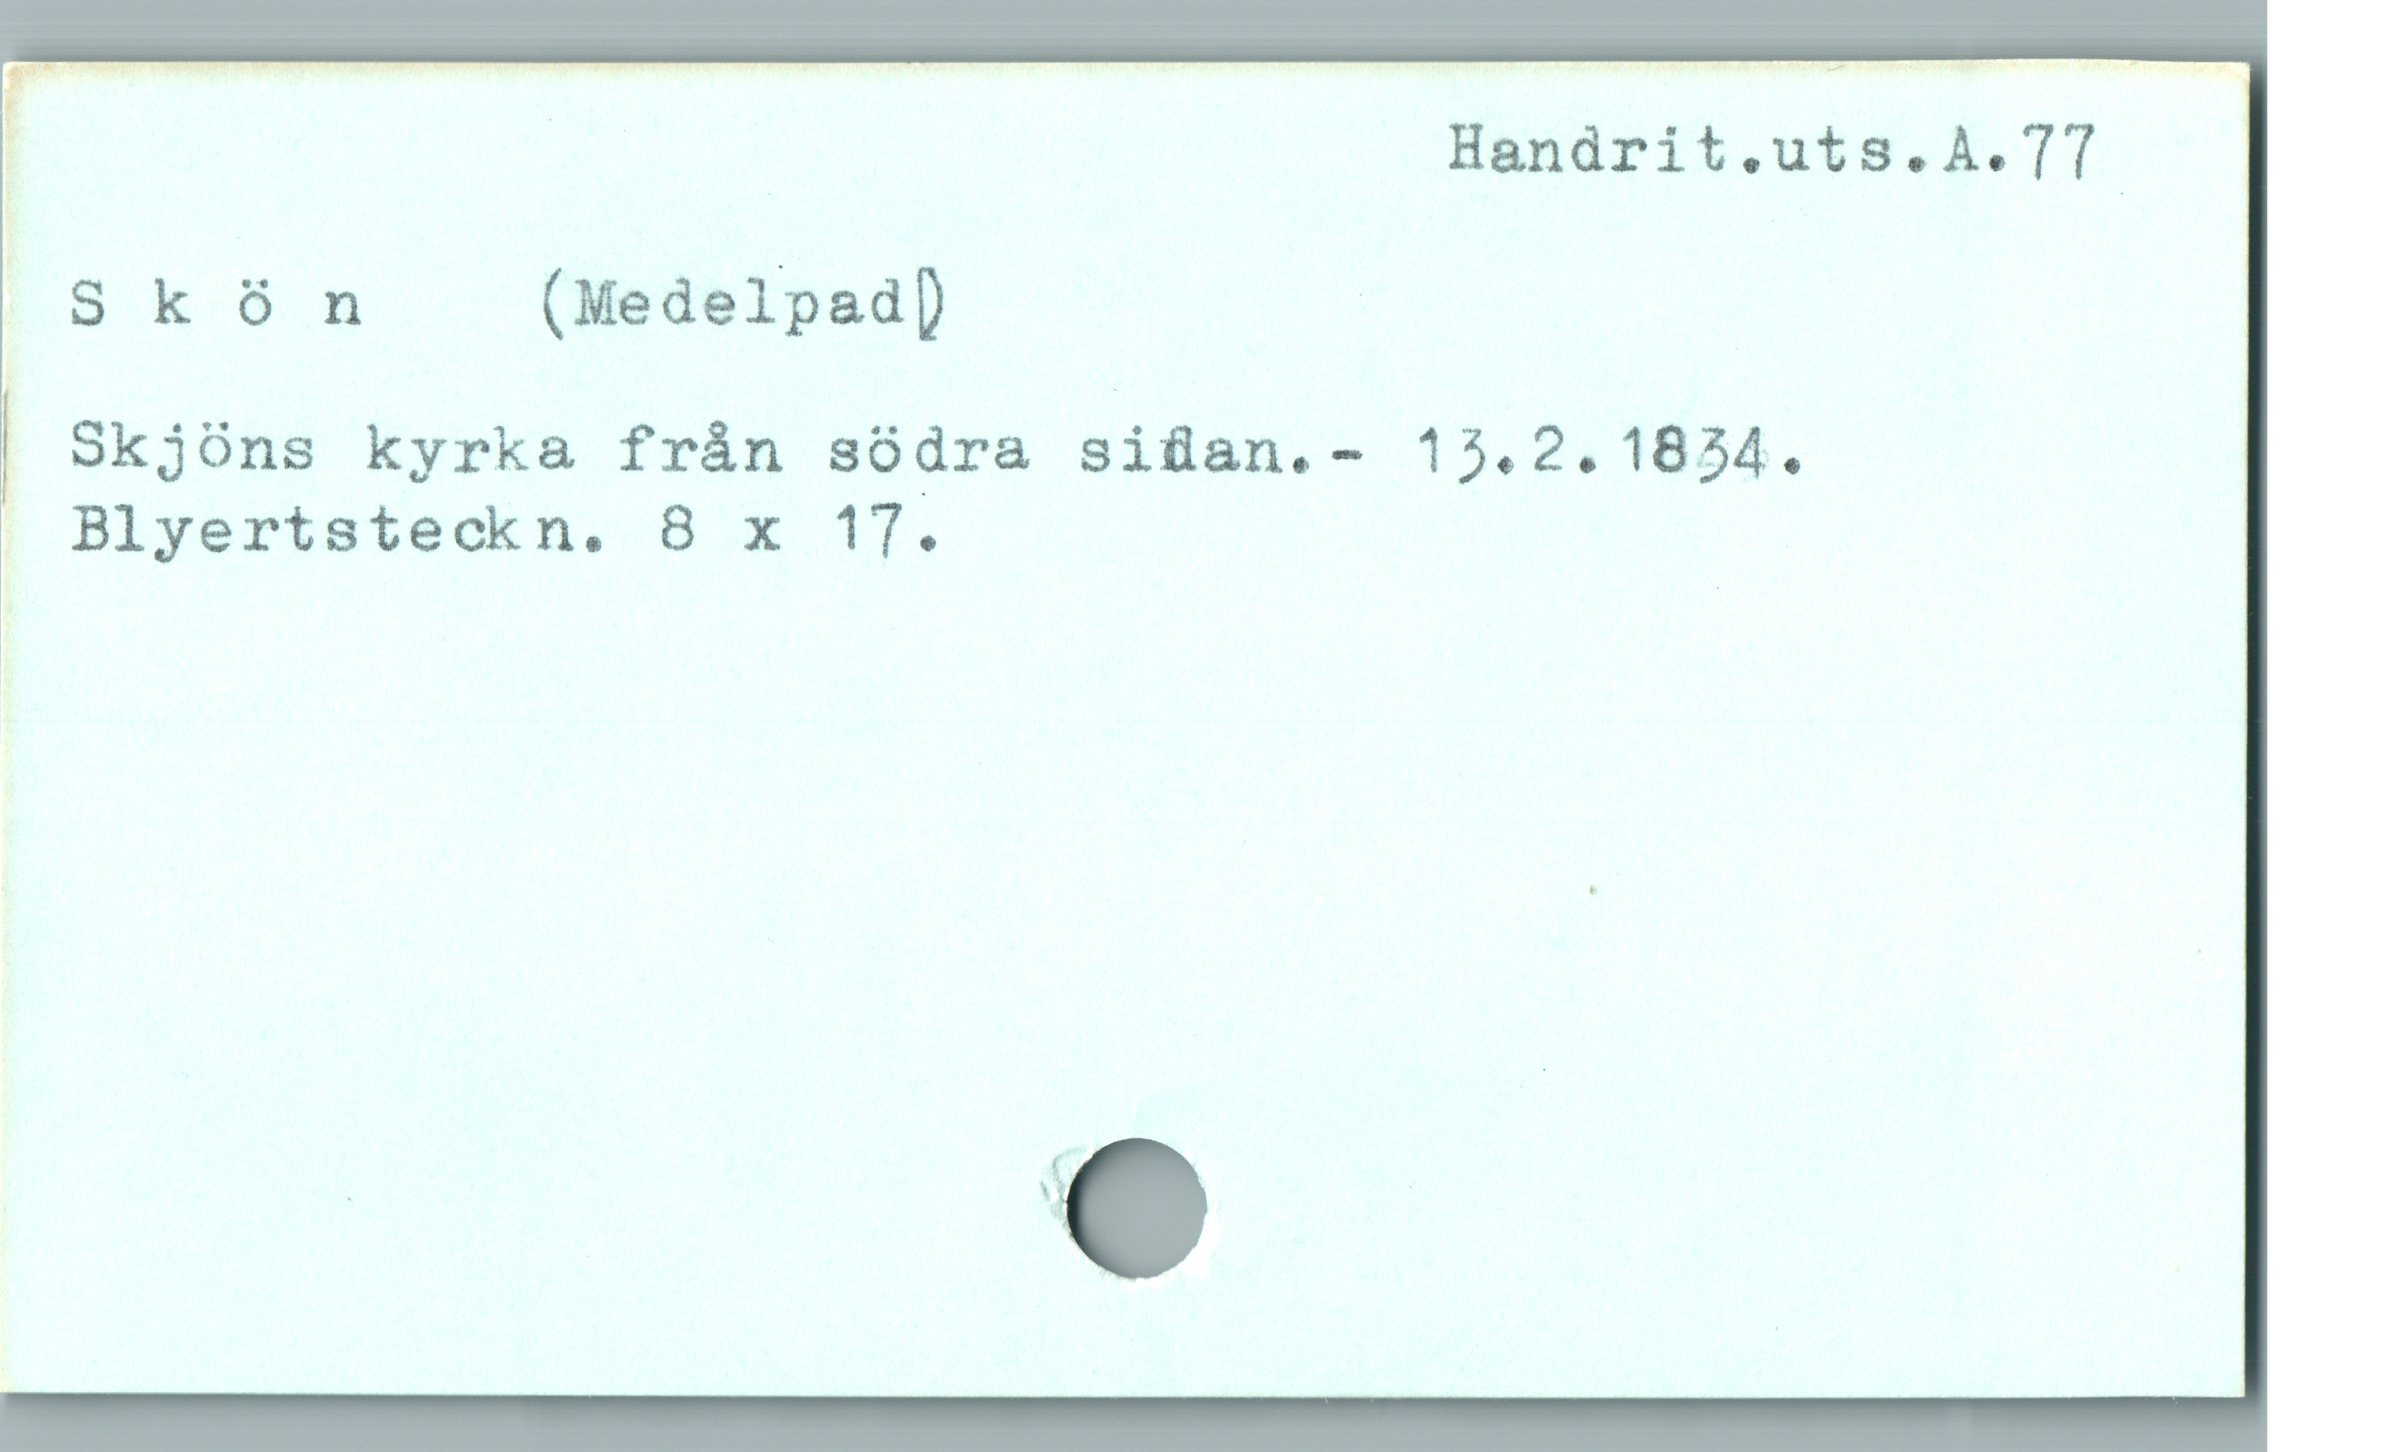 Handrit.uts.A.77
S k ö n (Medelpad)
Skjöns kyrka från södra sidan.- 13.2.1834.
Blyertsteckn. 8 x 17.